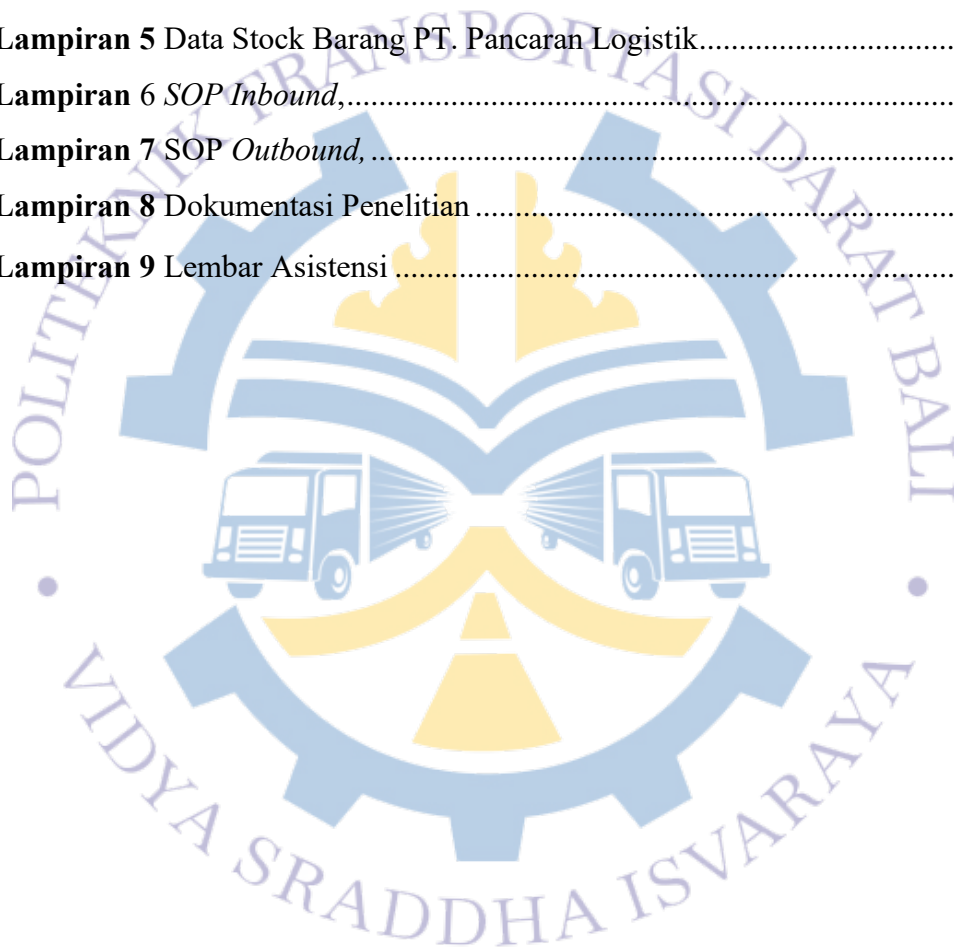 Lampiran 5 Data Stock Barang PT. Pancaran Logistik................................
Lampiran 6 SOP Inbound,................................................................................
Lampiran 7 SOP Outbound,.............................................................................
Lampiran 8 Dokumentasi Penelitian ..............................................................
Lampiran 9 Lembar Asistensi .........................................................................
POLITEKNIK TRANSPORTASI DARAT BALI
• VIDYA SRADDHA ISVARAYA •